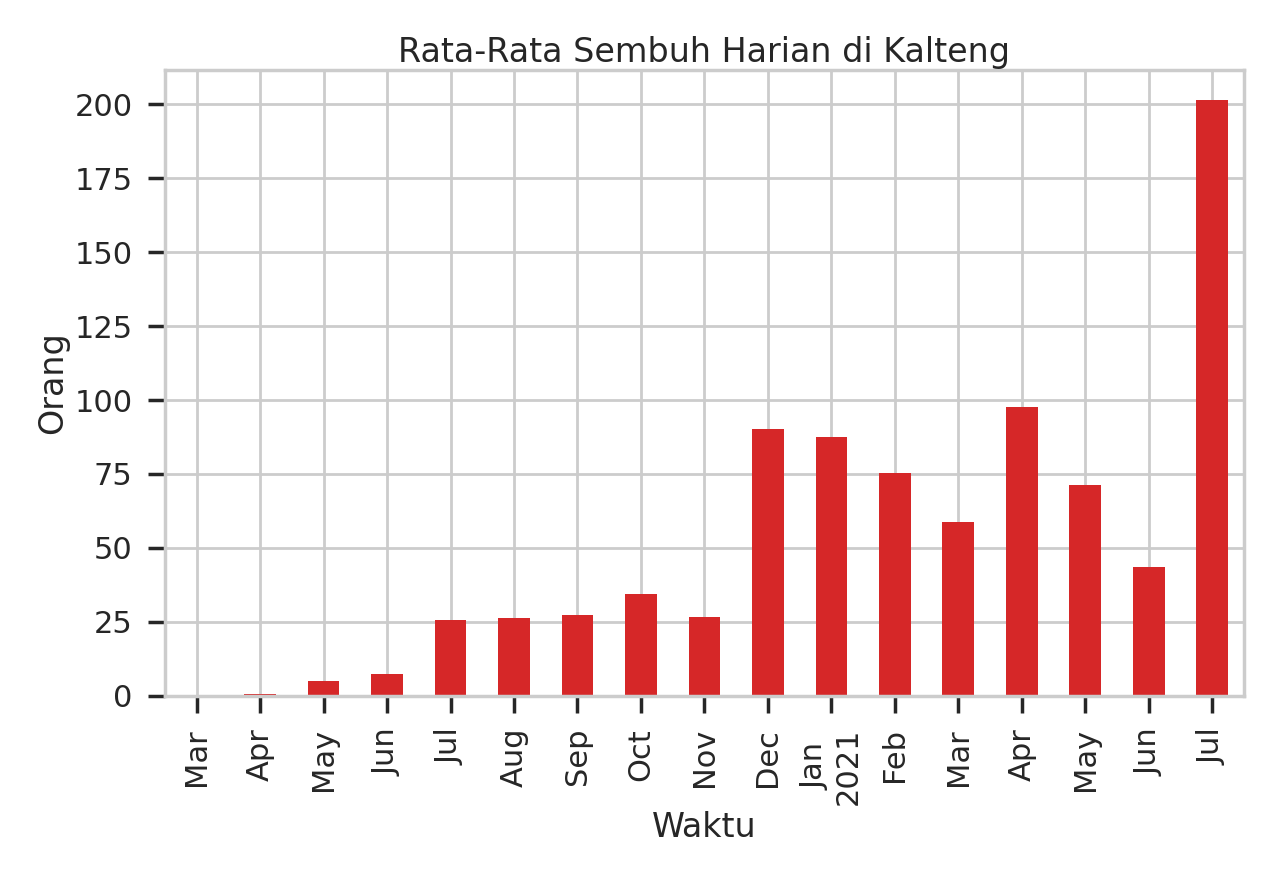 Rata-Rata Sembuh Harian di Kalteng
Orang
200
175
150
125
100
75
50
25
0
Mar
Apr
May
Jun
Jul
Aug
Sep
Oct
Nov
Dec
Jan
2021
Feb
Mar
Apr
May
Jun
Jul
Waktu